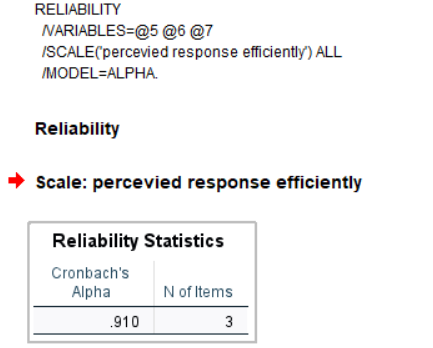 RELIABILITY
/VARIABLES=@5 @6 @7
/SCALE('percevied response efficiently') ALL
/MODEL=ALPHA.
Reliability
Scale: percevied response efficiently
Reliability Statistics
Cronbach's
Alpha N of Items
.910 3